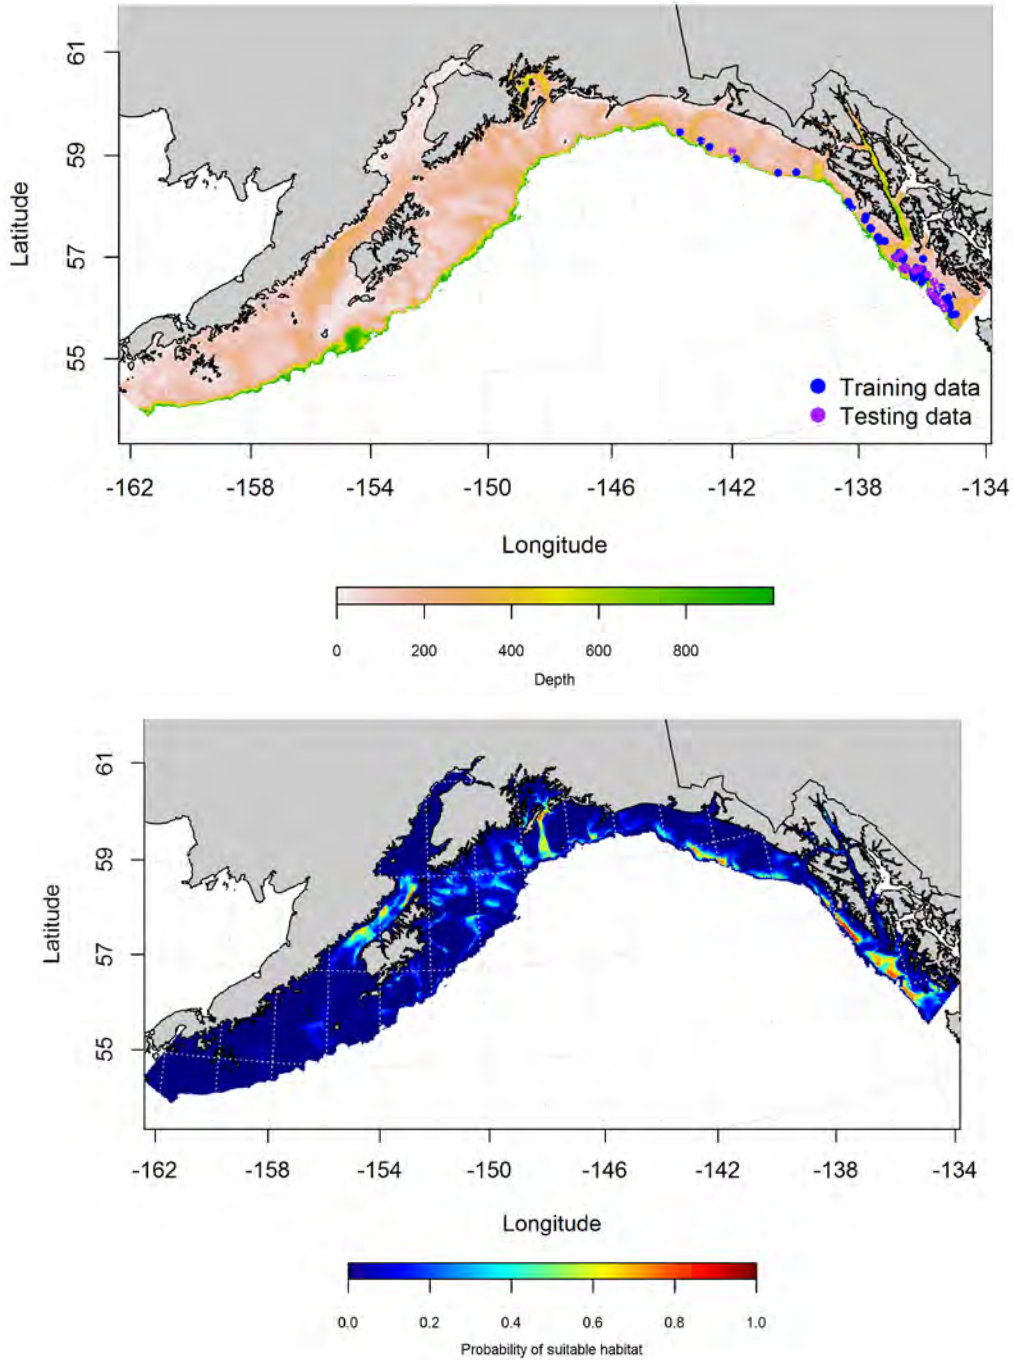 61
59
57
55
Latitude
Training data
Testing data
-162 -158 -154 -150 -146 -142 -138 -134
Longitude
0 200 400 600 800
Depth
61
59
57
55
Latitude
-162 -158 -154 -150 -146 -142 -138 -134
Longitude
0.0 0.2 0.4 0.6 0.8 1.0
Probability of suitable habitat